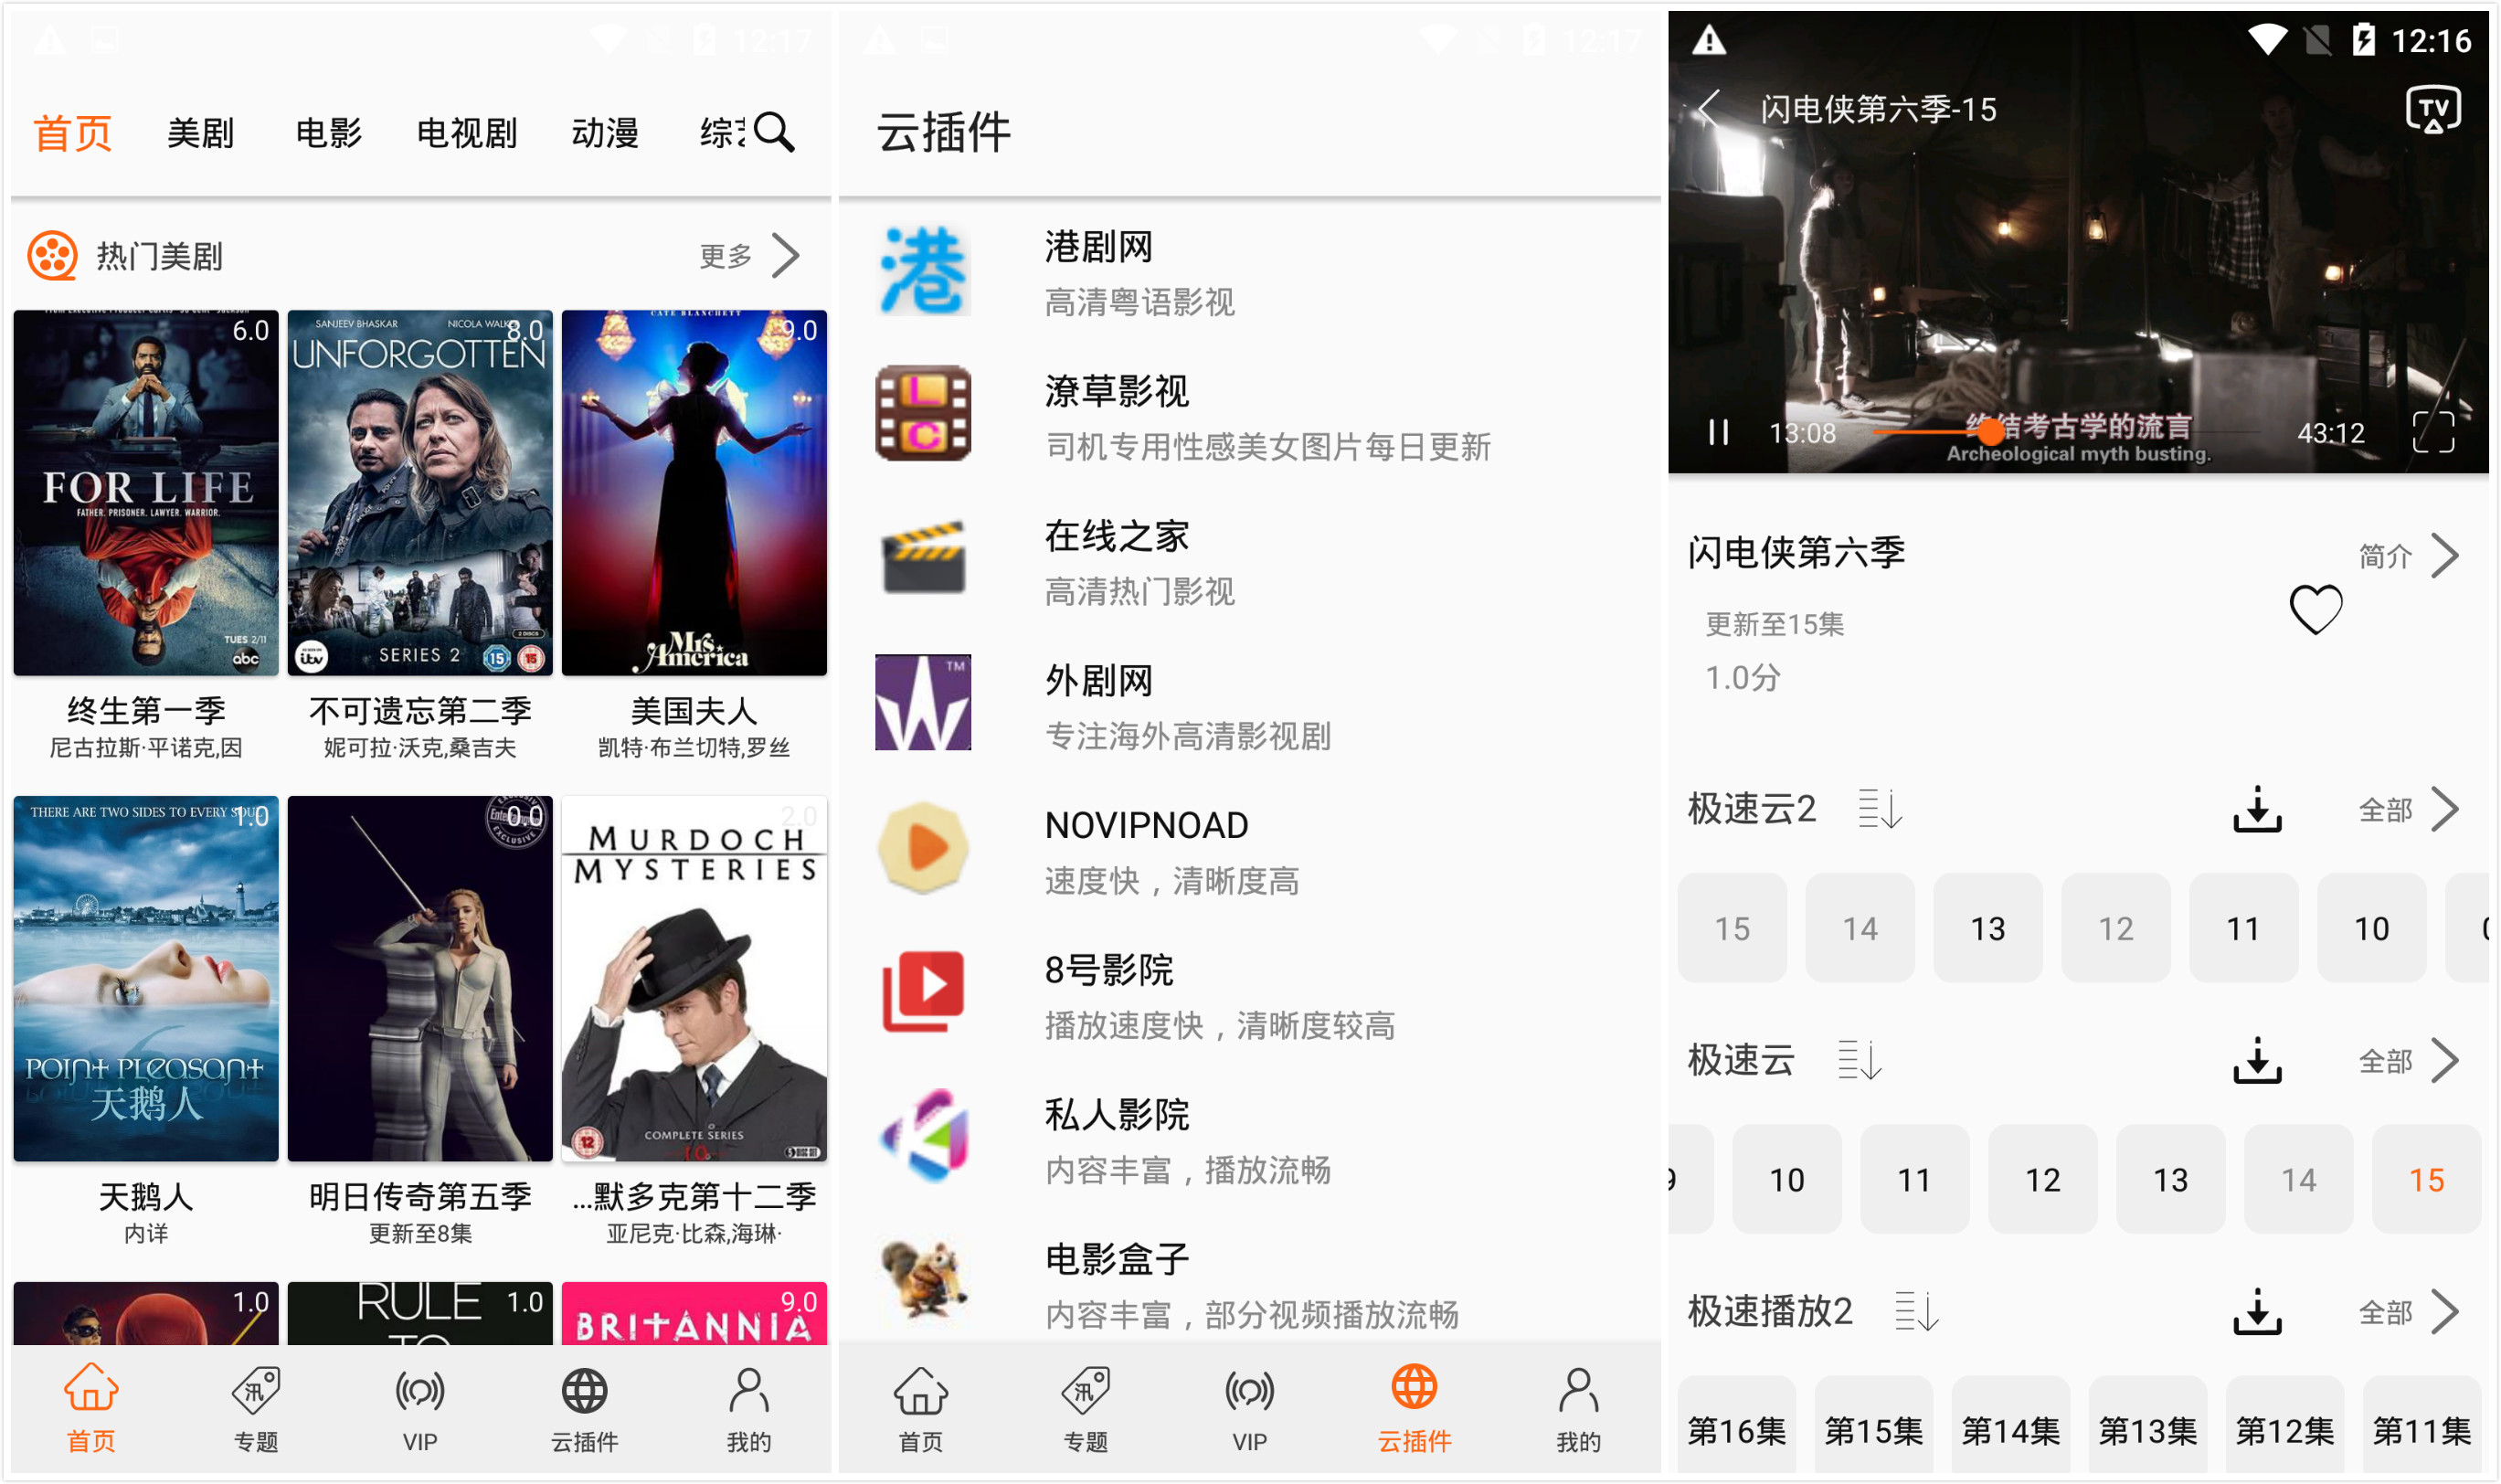 12:17
首页 美剧 电影 电视剧 动漫
热门美剧 更多
6.0
FOR LIFE
FATHER. PRISONER. LAWYER. WARRIOR.
TUES 2/11
abc
SANJEEV BHASKAR
8.0
UNFORGOTTEN
itv
SERIES 2
15 15
CATE BLANCHETT
9.0
Mrs.
America
终生第一季 不可遗忘第二季 美国夫人
尼古拉斯·平诺克,因 妮可拉·沃克,桑吉夫 凯特·布兰切特,罗丝
THERE ARE TWO SIDES TO EVERY SOUL
1.0
POINT PLEASANT
天鹅人
0.0
EXCLUSIVE
2.0
MURDOCH
MYSTERIES
COMPLETE SERIES
12
天鹅人 明日传奇第五季 ...默多克第十二季
内详 更新至8集 亚尼克·比森,海琳·
1.0
RULE 1.0
TO
9.0
BRITANNIA
首页 专题 VIP 云插件 我的
12:17
云插件
港
港剧网
高清粤语影视
L
C
潦草影视
司机专用性感美女图片每日更新
在线之家
高清热门影视
TM
外剧网
专注海外高清影视剧
NOVIPNOAD
速度快，清晰度高
8号影院
播放速度快，清晰度较高
私人影院
内容丰富，播放流畅
电影盒子
内容丰富，部分视频播放流畅
首页 专题 VIP 云插件 我的
12:16
闪电侠第六季-15
TV
终结考古学的流言
13:08 43:12
Archeological myth busting.
闪电侠第六季 简介
更新至15集
1.0分
极速云2 全部
15 14 13 12 11 10
极速云 全部
9 10 11 12 13 14 15
极速播放2 全部
第16集 第15集 第14集 第13集 第12集 第11集